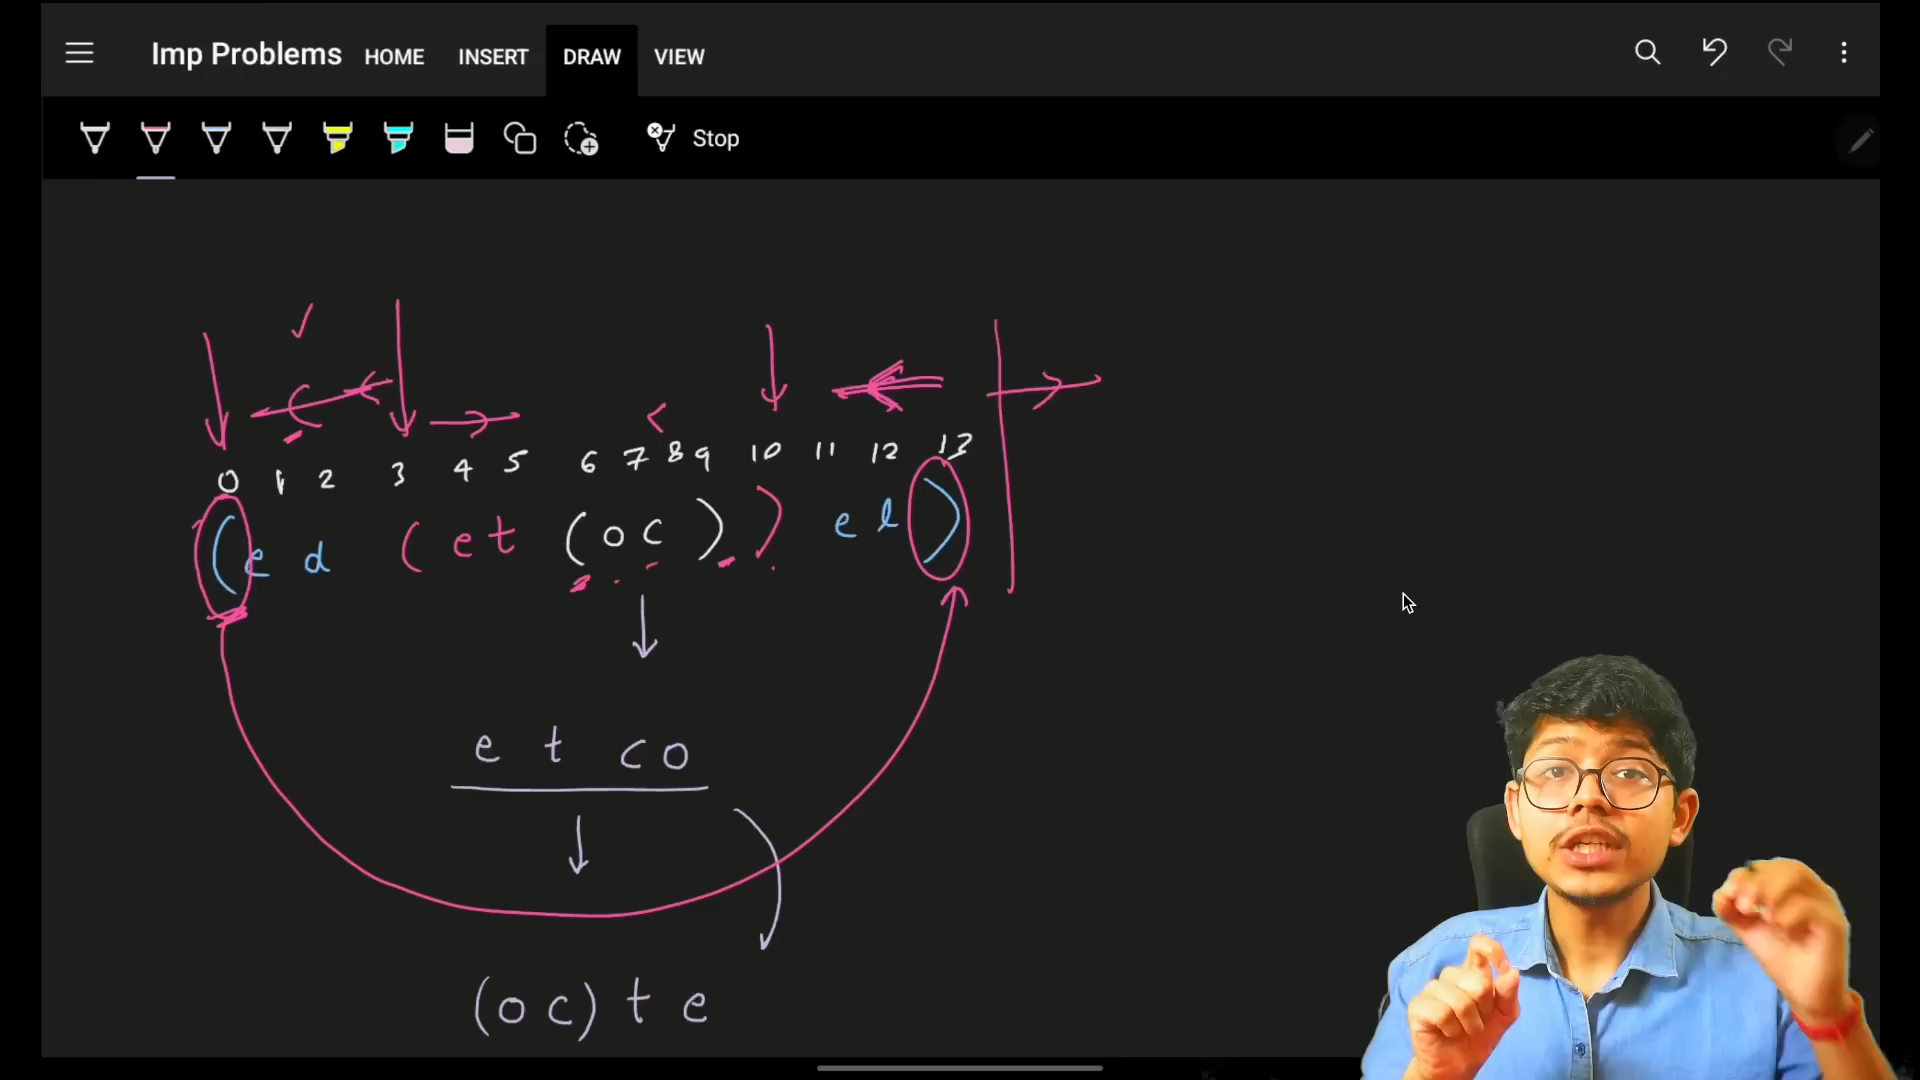 Imp Problems HOME INSERT DRAW VIEW
Stop
0 1 2 3 4 5 6 7 8 9 10 11 12 13
( e d ( e t ( o c ) ) e l )
e t c o
( o c ) t e